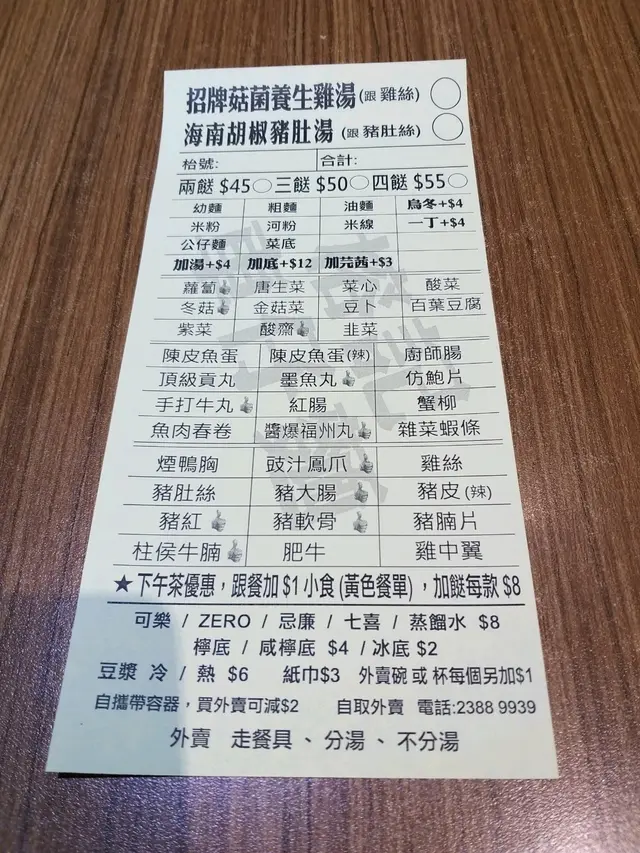 招牌菇菌養生雞湯(跟 雞絲)
海南胡椒豬肚湯 (跟 豬肚絲)
枱號: 合計:
兩餸 $45 三餸 $50 四餸 $55
幼麵 粗麵 油麵 烏冬+$4
米粉 河粉 米線 一丁+$4
公仔麵 菜底
加湯+$4 加底+$12 加芫茜+$3
蘿蔔 唐生菜 菜心 酸菜
冬菇 金菇菜 豆卜 百葉豆腐
紫菜 酸齋 韭菜
陳皮魚蛋 陳皮魚蛋(辣) 廚師腸
頂級貢丸 墨魚丸 仿鮑片
手打牛丸 紅腸 蟹柳
魚肉春卷 醬爆福州丸 雜菜蝦條
煙鴨胸 豉汁鳳爪 雞絲
豬肚絲 豬大腸 豬皮 (辣)
豬紅 豬軟骨 豬腩片
柱侯牛腩 肥牛 雞中翼
★下午茶優惠，跟餐加 $1 小食 (黃色餐單) ，加餸每款 $8
可樂 / ZERO / 忌廉 / 七喜 / 蒸餾水 $8
檸底 / 咸檸底 $4 / 冰底 $2
豆漿 冷 / 熱 $6 紙巾$3 外賣碗 或 杯每個另加$1
自攜帶容器，買外賣可減$2 自取外賣 電話:2388 9939
外賣 走餐具 、 分湯 、 不分湯